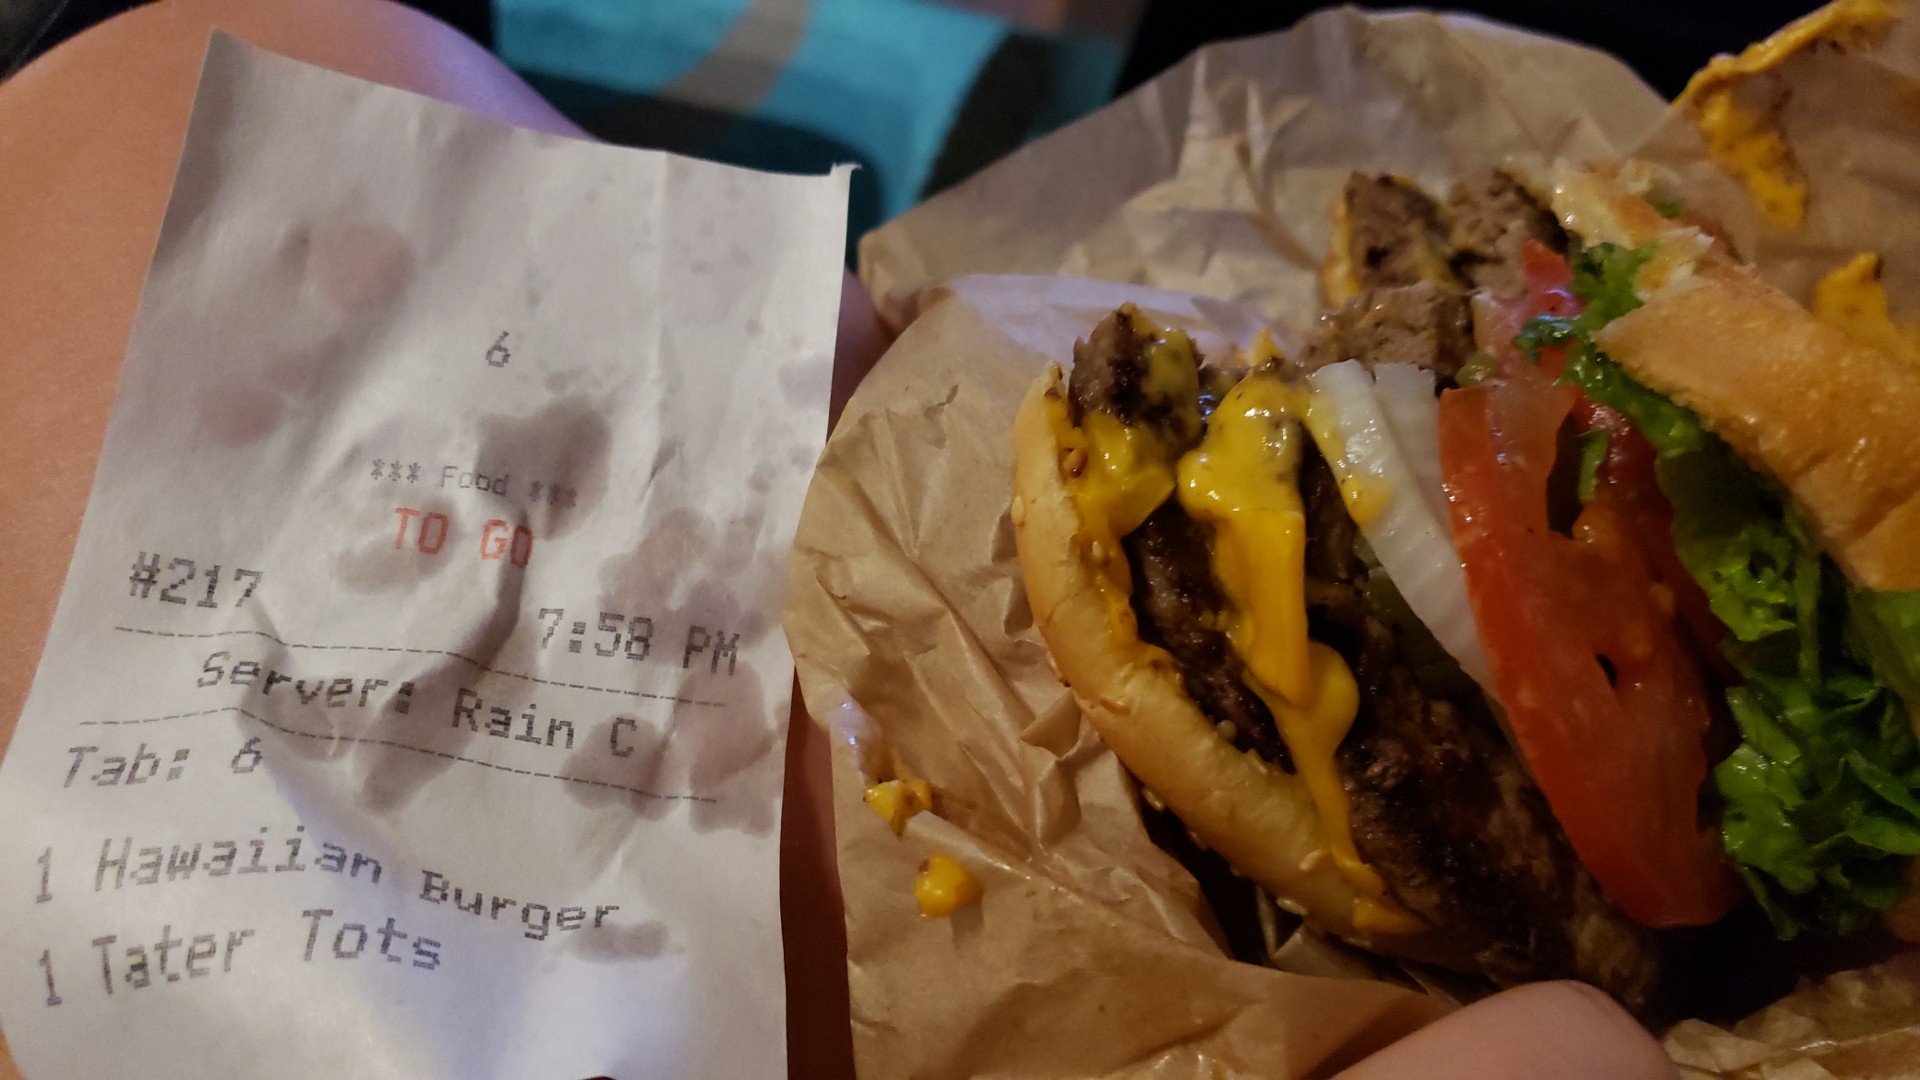 6
*** Food ***
TO GO
#217
7:58 PM
Server: Rain C
Tab: 6
1 Hawaiian Burger
1 Tater Tots